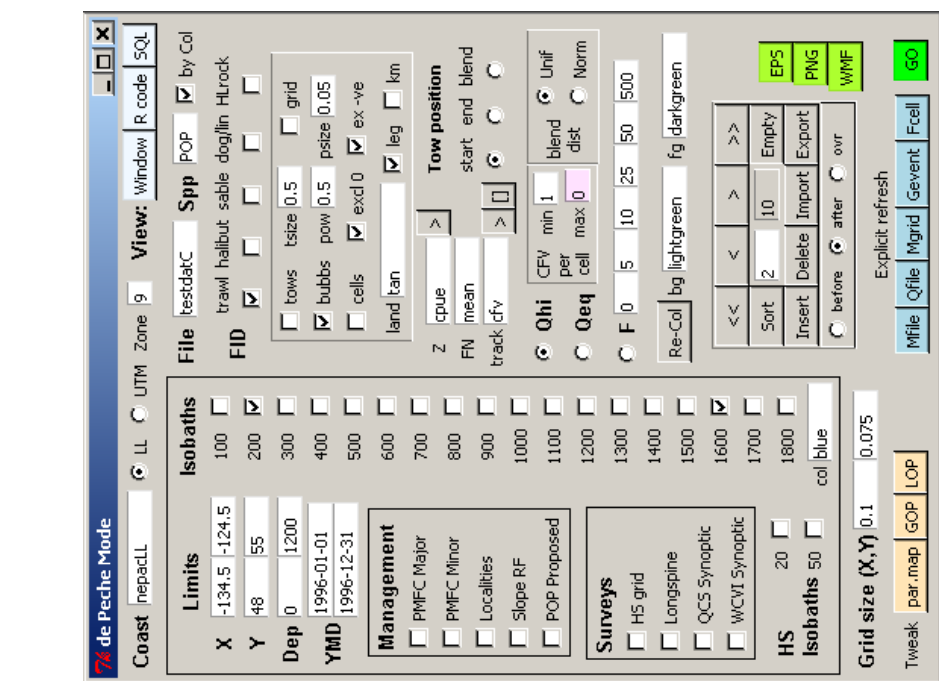 de Peche Mode
Coast nepacLL LL UTM Zone 9 View: Window R code SQL
Limits
X -134.5 -124.5
Y 48 55
Dep 0 1200
YMD 1996-01-01
1996-12-31
Management
PMFC Major
PMFC Minor
Localities
Slope RF
POP Proposed
Surveys
HS grid
Longspine
QCS Synoptic
WCVI Synoptic
HS 20
Isobaths 50
Isobaths
100
200
300
400
500
600
700
800
900
1000
1100
1200
1300
1400
1500
1600
1700
1800
col blue
Grid size (X,Y) 0.1 0.075
Tweak par.map GOP LOP
File testdatC Spp POP by Col
trawl halibut sable dog/lin HLrock
FID
tows tsize 0.5 grid
bubbs pow 0.5 psize 0.05
cells excl 0 ex -ve
land tan leg km
Z cpue >
FN mean
track cfv > []
Tow position
start end blend
Qhi
Qeq
CFV min 1
per
cell max 0
blend Unif
dist Norm
F 0 5 10 25 50 500
Re-Col bg lightgreen fg darkgreen
<< < > >>
Sort 2 10 Empty
Insert Delete Import Export
before after ovr
EPS
PNG
WMF
Explicit refresh
Mfile Qfile Mgrid Gevent Fcell GO